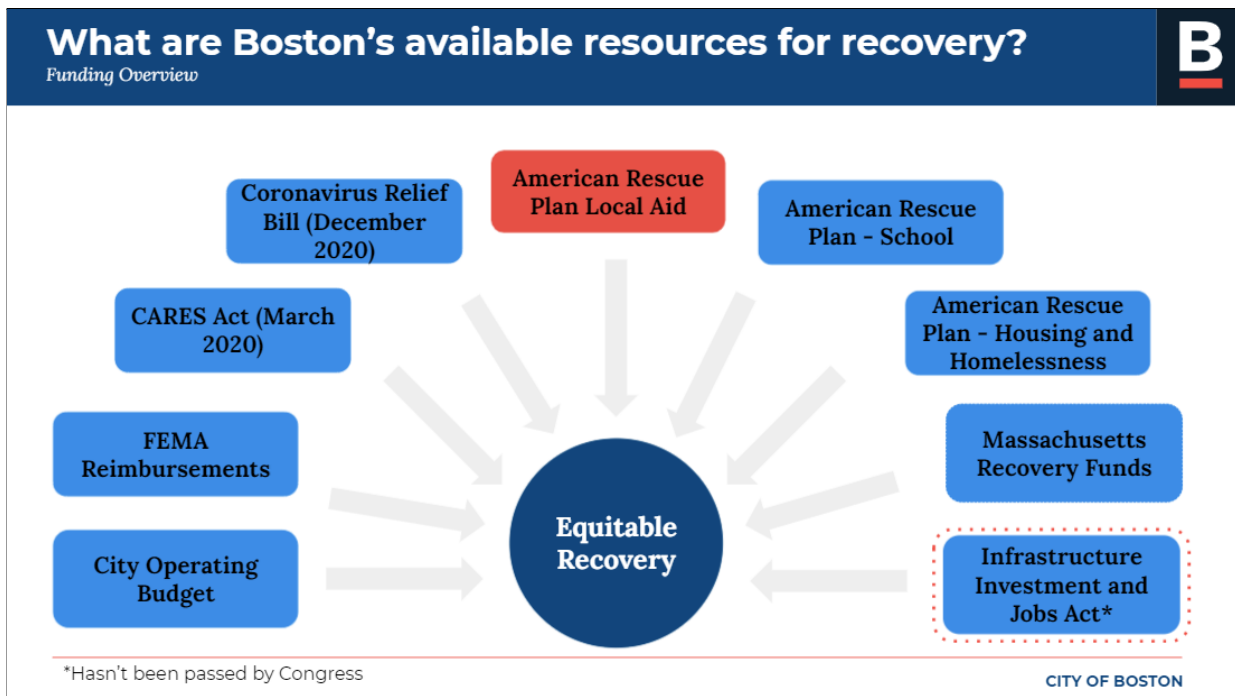 What are Boston's available resources for recovery?
Funding Overview
B
American Rescue
Plan Local Aid
Coronavirus Relief
Bill (December
2020)
American Rescue
Plan - School
CARES Act (March
2020)
American Rescue
Plan - Housing and
Homelessness
FEMA
Reimbursements
Massachusetts
Recovery Funds
City Operating
Budget
Equitable
Recovery
Infrastructure
Investment and
Jobs Act*
*Hasn't been passed by Congress
CITY OF BOSTON